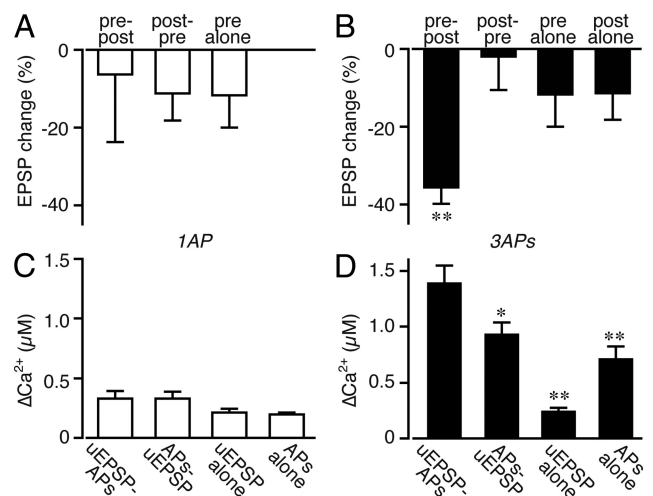 A
pre- post- pre
post pre alone
EPSP change (%)
0
-20
-40
B
pre- post- pre post
post pre alone alone
EPSP change (%)
0
-20
-40
**
1AP
3APs
C
ΔCa²⁺ (µM)
1.5
1.0
0.5
0
uEPSP-
APs
APs-
uEPSP
uEPSP
alone
APs
alone
D
ΔCa²⁺ (µM)
1.5
1.0
0.5
0
*
**
**
uEPSP-
APs
APs-
uEPSP
uEPSP
alone
APs
alone